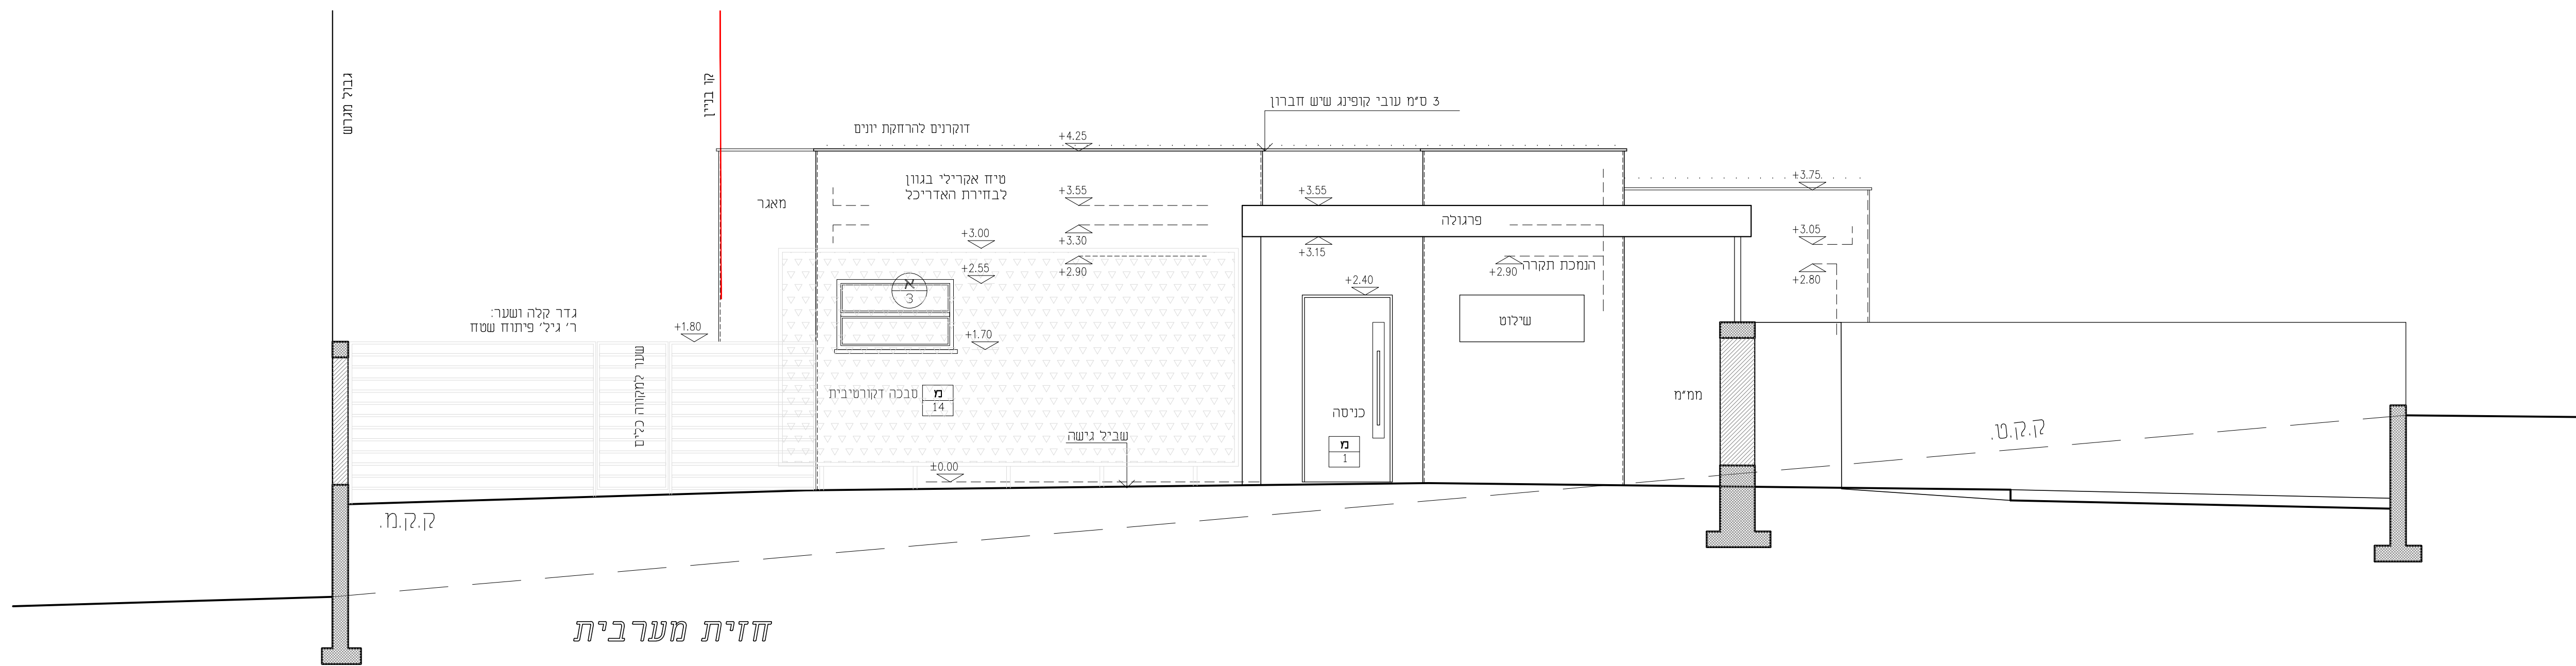 גבול מגרש
קו בניין
3 ס"מ עובי קופינג שיש חברון
דוקרנים להרחקת יונים
+4.25
טיח אקרילי בגוון
לבחירת האדריכל
מאגר
+3.55
+3.55
+3.75
פרגולה
+3.00
+3.30
+3.15
+3.05
+2.55
+2.90
הנמכת תקרה
+2.90
+2.80
+2.40
א
3
גדר קלה ושער:
ר' גיל' פיתוח שטח
+1.80
+1.70
שילוט
שער למקווה כלים
סבכה דקורטיבית
מ
14
ממ"מ
כניסה
שביל גישה
מ
1
ק.ק.ט.
±0.00
ק.ק.מ.
חזית מערבית